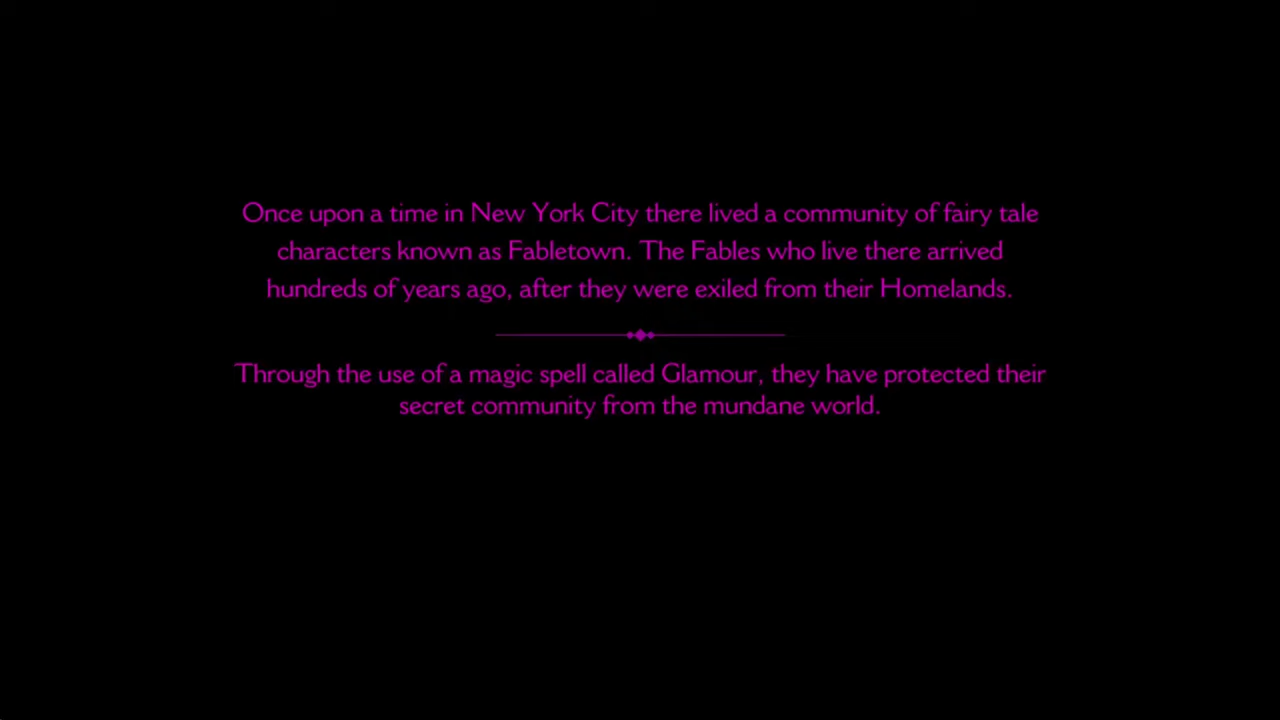 Once upon a time in New York City there lived a community of fairy tale
characters known as Fabletown. The Fables who live there arrived
hundreds of years ago, after they were exiled from their Homelands.
Through the use of a magic spell called Glamour, they have protected their
secret community from the mundane world.